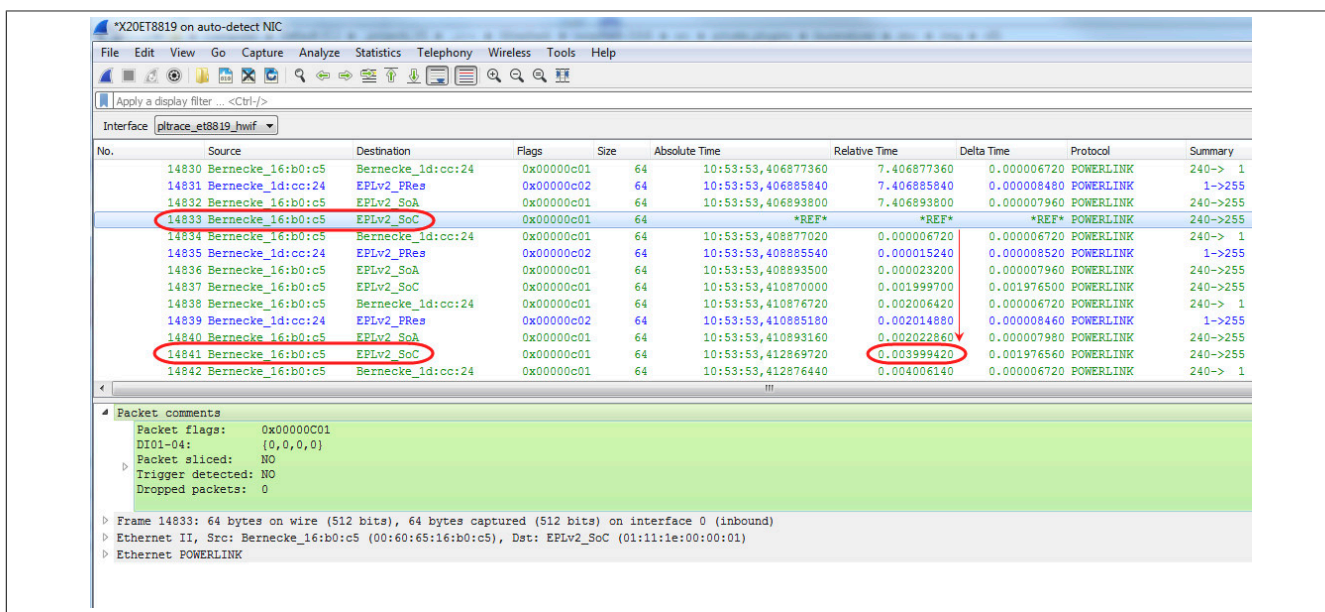 *X20ET8819 on auto-detect NIC
File Edit View Go Capture Analyze Statistics Telephony Wireless Tools Help
Apply a display filter ... <Ctrl-/>
Interface pltrace_et8819_hwif
No. Source Destination Flags Size Absolute Time Relative Time Delta Time Protocol Summary
14830 Bernecke_16:b0:c5 Bernecke_1d:cc:24 0x00000c01 64 10:53:53,406877360 7.406877360 0.000006720 POWERLINK 240-> 1
14831 Bernecke_1d:cc:24 EPLv2_PRes 0x00000c02 64 10:53:53,406885840 7.406885840 0.000008480 POWERLINK 1->255
14832 Bernecke_16:b0:c5 EPLv2_SoA 0x00000c01 64 10:53:53,406893800 7.406893800 0.000007960 POWERLINK 240->255
14833 Bernecke_16:b0:c5 EPLv2_SoC 0x00000c01 64 *REF* *REF* *REF* POWERLINK 240->255
14834 Bernecke_16:b0:c5 Bernecke_1d:cc:24 0x00000c01 64 10:53:53,408877020 0.000006720 0.000006720 POWERLINK 240-> 1
14835 Bernecke_1d:cc:24 EPLv2_PRes 0x00000c02 64 10:53:53,408885540 0.000015240 0.000008520 POWERLINK 1->255
14836 Bernecke_16:b0:c5 EPLv2_SoA 0x00000c01 64 10:53:53,408893500 0.000023200 0.000007960 POWERLINK 240->255
14837 Bernecke_16:b0:c5 EPLv2_SoC 0x00000c01 64 10:53:53,410870000 0.001999700 0.001976500 POWERLINK 240->255
14838 Bernecke_16:b0:c5 Bernecke_1d:cc:24 0x00000c01 64 10:53:53,410876720 0.002006420 0.000006720 POWERLINK 240-> 1
14839 Bernecke_1d:cc:24 EPLv2_PRes 0x00000c02 64 10:53:53,410885180 0.002014880 0.000008460 POWERLINK 1->255
14840 Bernecke_16:b0:c5 EPLv2_SoA 0x00000c01 64 10:53:53,410893160 0.002022860 0.000007980 POWERLINK 240->255
14841 Bernecke_16:b0:c5 EPLv2_SoC 0x00000c01 64 10:53:53,412869720 0.003999420 0.001976560 POWERLINK 240->255
14842 Bernecke_16:b0:c5 Bernecke_1d:cc:24 0x00000c01 64 10:53:53,412876440 0.004006140 0.000006720 POWERLINK 240-> 1
Packet comments
Packet flags: 0x00000C01
DI01-04: {0,0,0,0}
Packet sliced: NO
Trigger detected: NO
Dropped packets: 0
Frame 14833: 64 bytes on wire (512 bits), 64 bytes captured (512 bits) on interface 0 (inbound)
Ethernet II, Src: Bernecke_16:b0:c5 (00:60:65:16:b0:c5), Dst: EPLv2_SoC (01:11:1e:00:00:01)
Ethernet POWERLINK